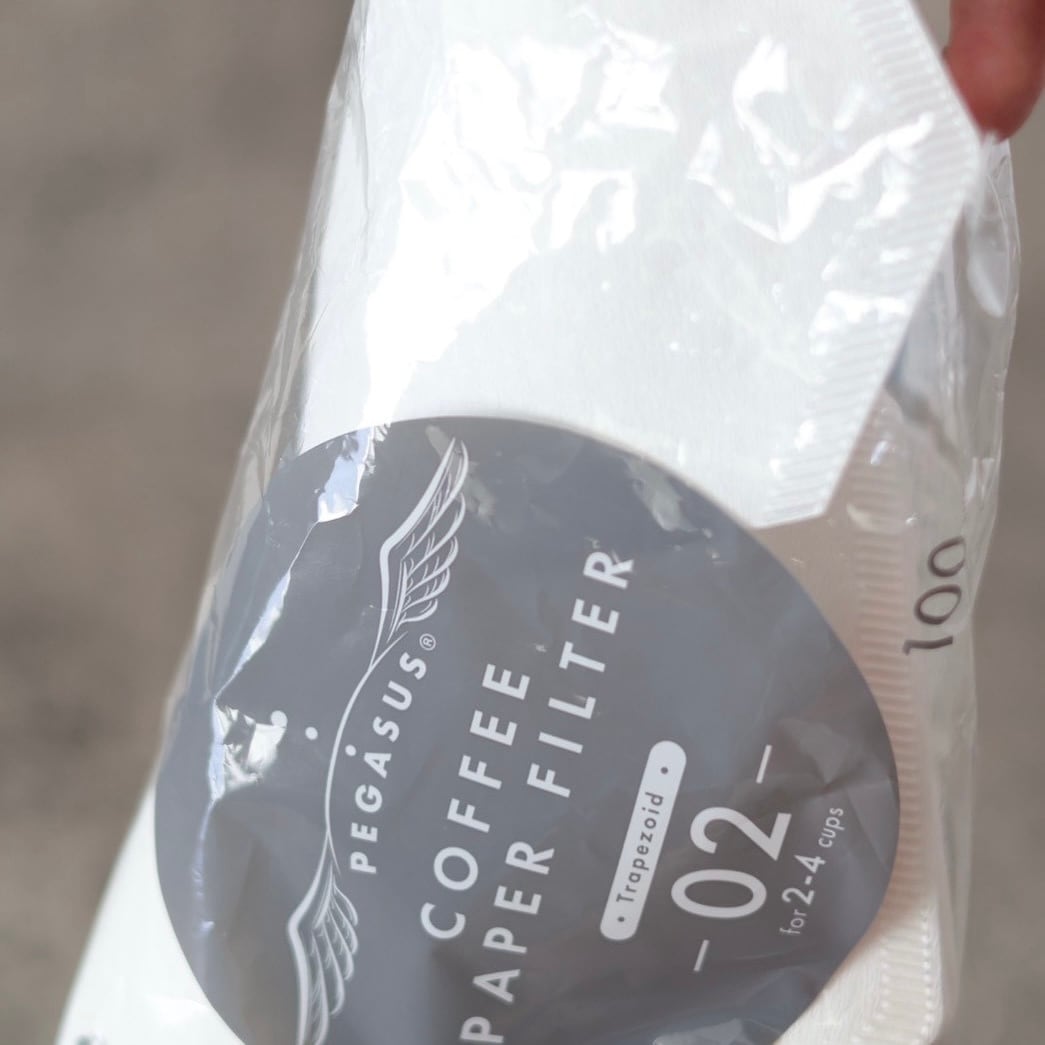 PEGASUS®
COFFEE
PAPER FILTER
• Trapezoid •
– 02 –
for 2-4 cups
100